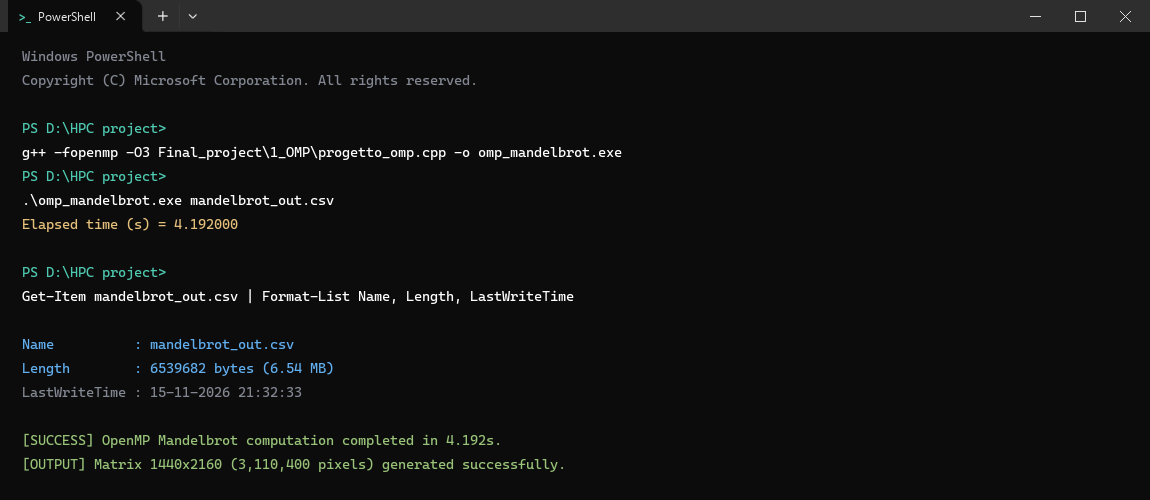 PowerShell
Windows PowerShell
Copyright (C) Microsoft Corporation. All rights reserved.
PS D:\HPC project>
g++ -fopenmp -O3 Final_project\1_OMP\progetto_omp.cpp -o omp_mandelbrot.exe
PS D:\HPC project>
.\omp_mandelbrot.exe mandelbrot_out.csv
Elapsed time (s) = 4.192000
PS D:\HPC project>
Get-Item mandelbrot_out.csv | Format-List Name, Length, LastWriteTime
Name          : mandelbrot_out.csv
Length        : 6539682 bytes (6.54 MB)
LastWriteTime : 15-11-2026 21:32:33
[SUCCESS] OpenMP Mandelbrot computation completed in 4.192s.
[OUTPUT] Matrix 1440x2160 (3,110,400 pixels) generated successfully.